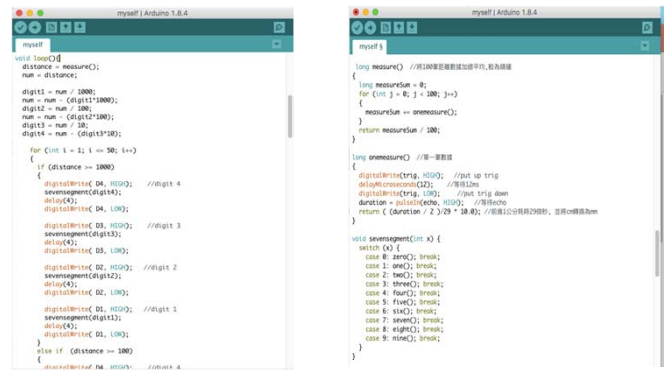 myself | Arduino 1.8.4
myself
void loop(){
distance = measure();
num = distance;
digit1 = num / 1000;
num = num - (digit1*1000);
digit2 = num / 100;
num = num - (digit2*100);
digit3 = num / 10;
digit4 = num - (digit3*10);
for (int i = 1; i <= 50; i++)
{
if (distance >= 1000)
{
digitalWrite( D4, HIGH); //digit 4
sevensegment(digit4);
delay(4);
digitalWrite( D4, LOW);
digitalWrite( D3, HIGH); //digit 3
sevensegment(digit3);
delay(4);
digitalWrite( D3, LOW);
digitalWrite( D2, HIGH); //digit 2
sevensegment(digit2);
delay(4);
digitalWrite( D2, LOW);
digitalWrite( D1, HIGH); //digit 1
sevensegment(digit1);
delay(4);
digitalWrite( D1, LOW);
}
else if (distance >= 100)
{
digitalWrite( D4, HIGH); //digit 4
myself | Arduino 1.8.4
myself §
long measure() //將100筆距離數據加總平均,較為順確
{
long measureSum = 0;
for (int j = 0; j < 100; j++)
{
measureSum += onemeasure();
}
return measureSum / 100;
}
long onemeasure() //第一筆數據
{
digitalWrite(trig, HIGH); //put up trig
delayMicroseconds(12); //等待12ms
digitalWrite(trig, LOW); //put trig down
duration = pulseIn(echo, HIGH); //等待echo
return ( (duration / 2 )/29 * 10.0); //前進1公分耗時29微秒, 並將cm轉換為mm
}
void sevensegment(int x) {
switch (x) {
case 0: zero(); break;
case 1: one(); break;
case 2: two(); break;
case 3: three(); break;
case 4: four(); break;
case 5: five(); break;
case 6: six(); break;
case 7: seven(); break;
case 8: eight(); break;
case 9: nine(); break;
}
}